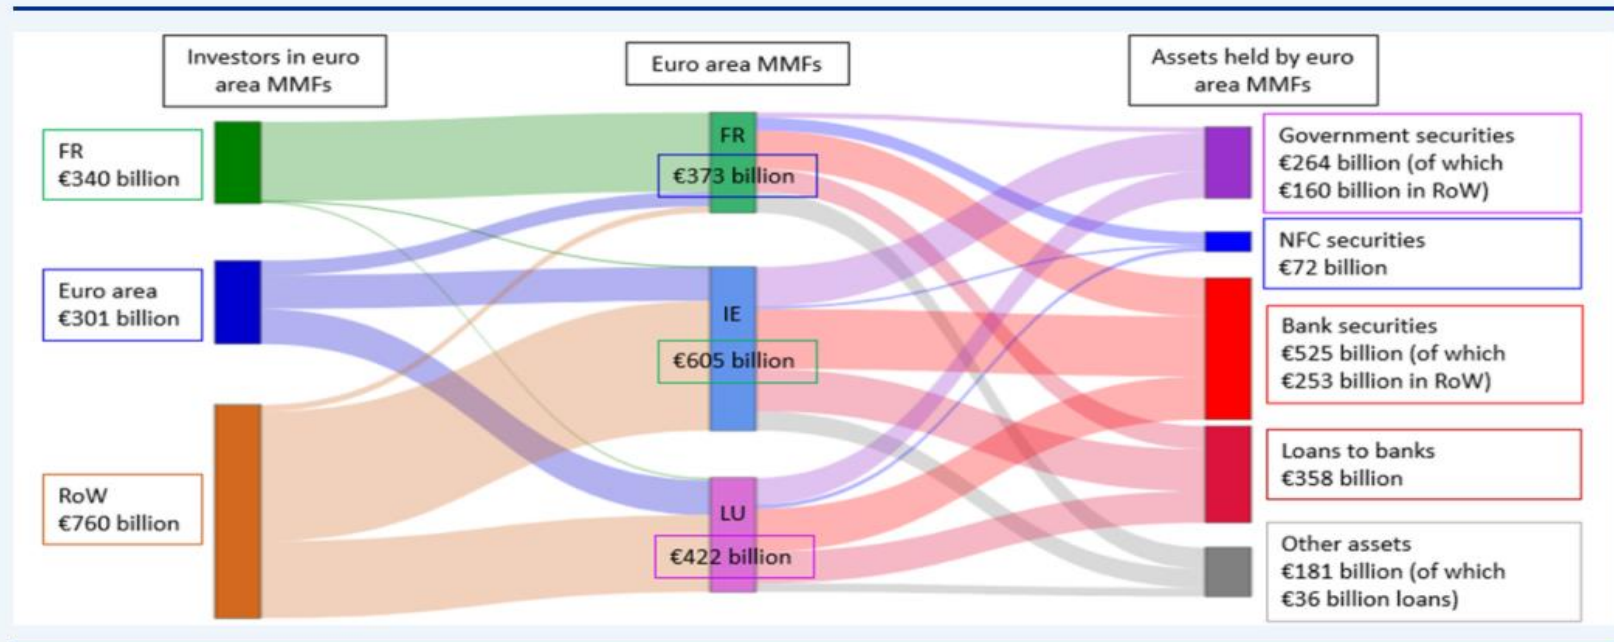 Investors in euro
area MMFs
Euro area MMFs
Assets held by euro
area MMFs
FR
€340 billion
Euro area
€301 billion
RoW
€760 billion
FR
€373 billion
IE
€605 billion
LU
€422 billion
Government securities
€264 billion (of which
€160 billion in RoW)
NFC securities
€72 billion
Bank securities
€525 billion (of which
€253 billion in RoW)
Loans to banks
€358 billion
Other assets
€181 billion (of which
€36 billion loans)